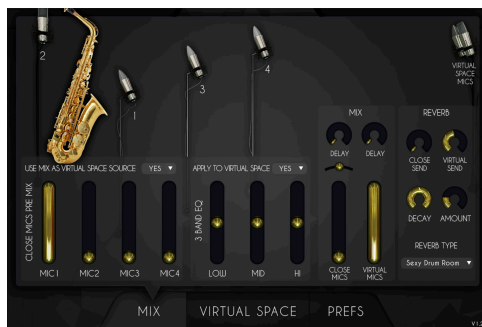 2
1
3
4
VIRTUAL
SPACE
MICS
USE MIX AS VIRTUAL SPACE SOURCE YES
CLOSE MICS PRE MIX
MIC 1 MIC2 MIC3 MIC4
APPLY TO VIRTUAL SPACE YES
3 BAND EQ
LOW MID HI
MIX
DELAY DELAY
CLOSE
MICS
VIRTUAL
MICS
REVERB
CLOSE
SEND
VIRTUAL
SEND
DECAY AMOUNT
REVERB TYPE
Sexy Drum Room
MIX VIRTUAL SPACE PREFS